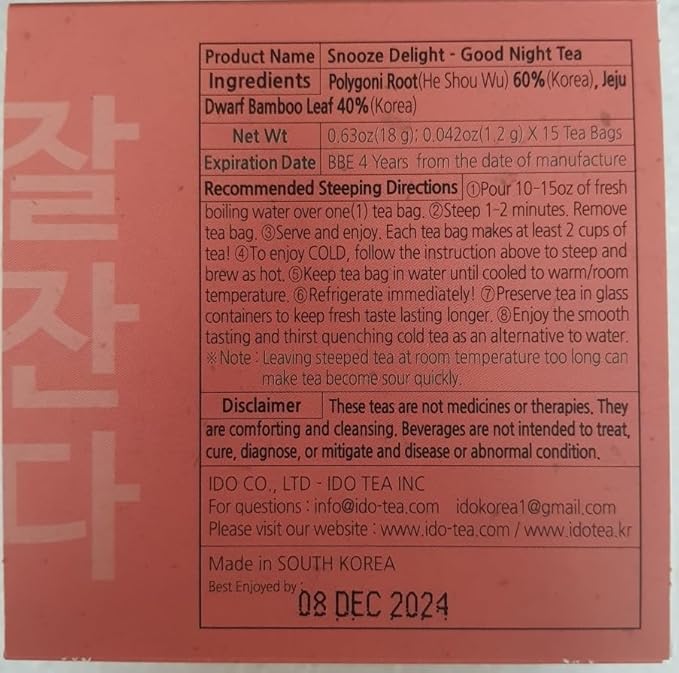 잘
잔
다
Product Name Snooze Delight - Good Night Tea
Ingredients Polygoni Root(He Shou Wu) 60%(Korea), Jeju
Dwarf Bamboo Leaf 40%(Korea)
Net Wt 0.63oz(18 g); 0.042oz(1.2 g) X 15 Tea Bags
Expiration Date BBE 4 Years from the date of manufacture
Recommended Steeping Directions ①Pour 10-15oz of fresh
boiling water over one(1) tea bag. ②Steep 1-2 minutes. Remove
tea bag. ③Serve and enjoy. Each tea bag makes at least 2 cups of
tea! ④To enjoy COLD, follow the instruction above to steep and
brew as hot. ⑤Keep tea bag in water until cooled to warm/room
temperature. ⑥Refrigerate immediately! ⑦Preserve tea in glass
containers to keep fresh taste lasting longer. ⑧Enjoy the smooth
tasting and thirst quenching cold tea as an alternative to water.
※Note : Leaving steeped tea at room temperature too long can
make tea become sour quickly.
Disclaimer These teas are not medicines or therapies. They
are comforting and cleansing. Beverages are not intended to treat,
cure, diagnose, or mitigate and disease or abnormal condition.
IDO CO., LTD - IDO TEA INC
For questions : info@ido-tea.com idokorea1@gmail.com
Please visit our website : www.ido-tea.com / www.idotea.kr
Made in SOUTH KOREA
Best Enjoyed by :
08 DEC 2024